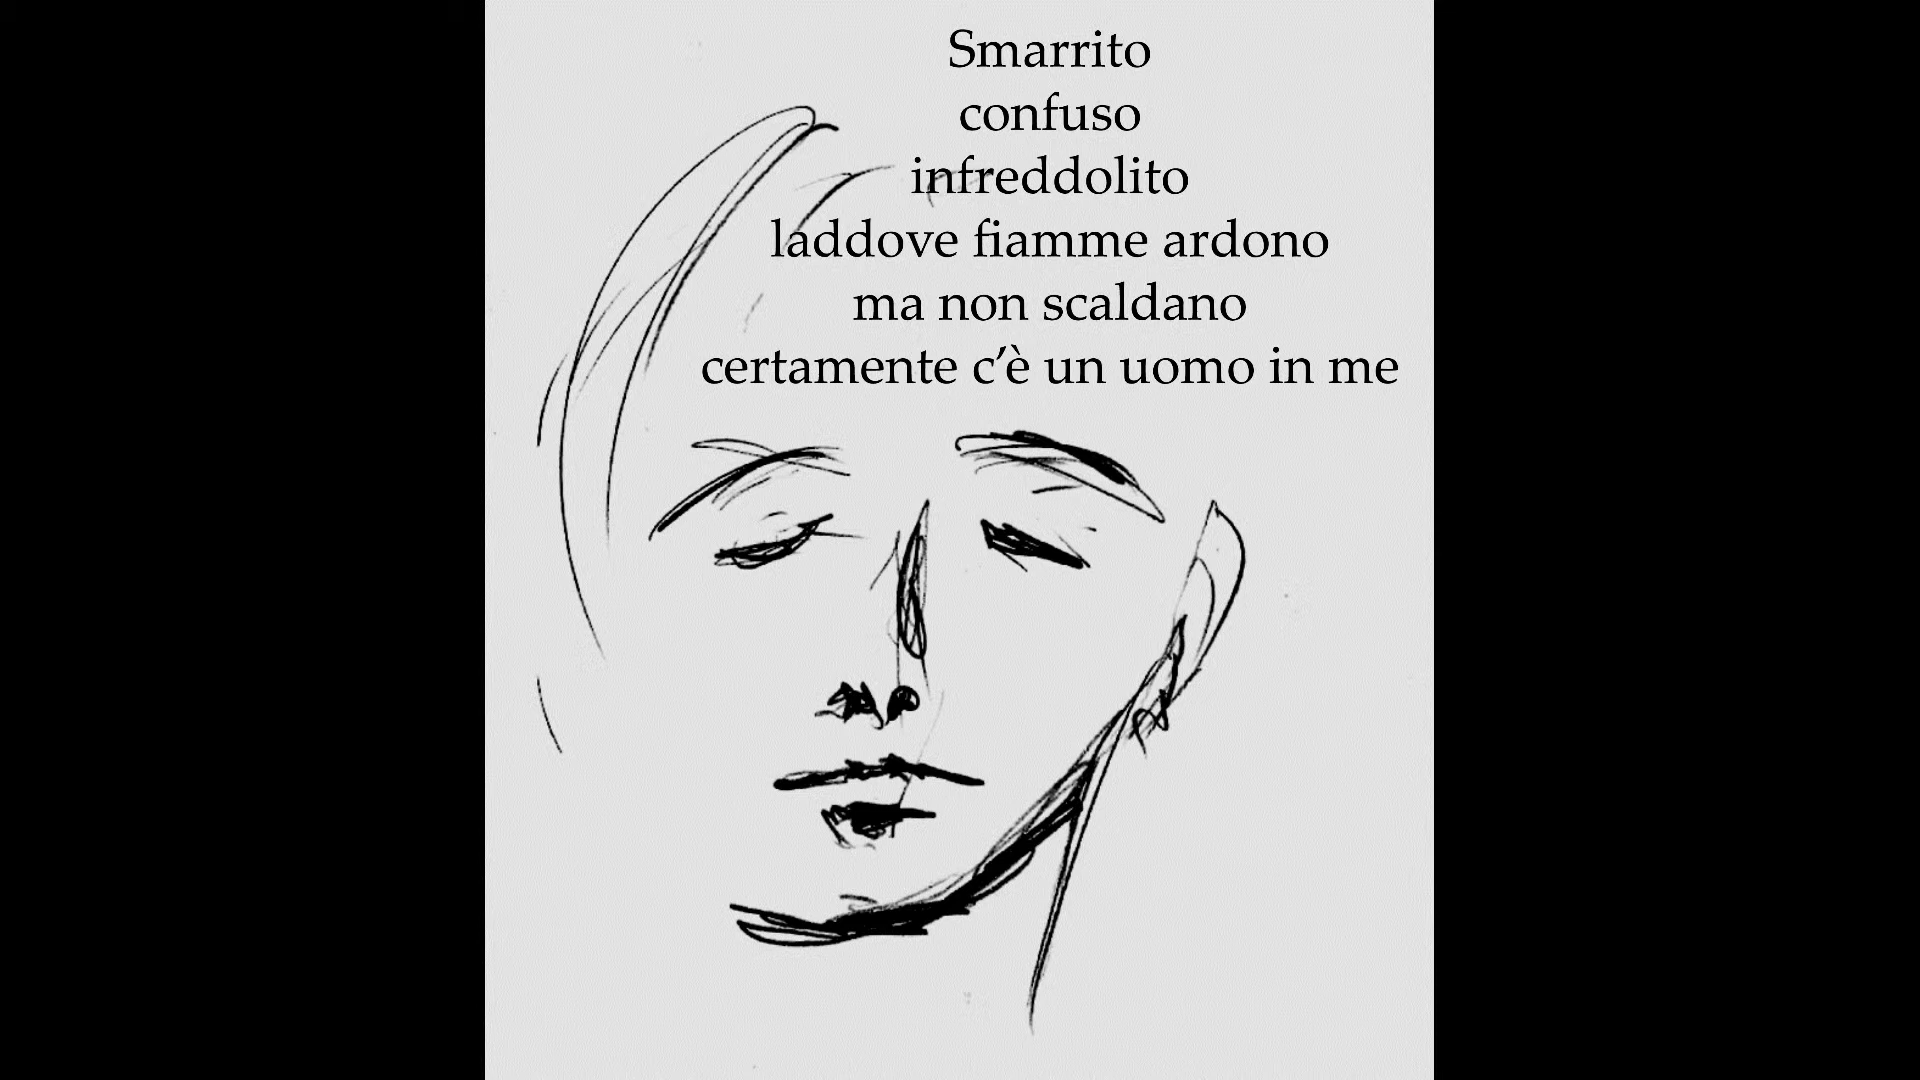 Smarrito
confuso
infreddolito
laddove fiamme ardono
ma non scaldano
certamente c’è un uomo in me